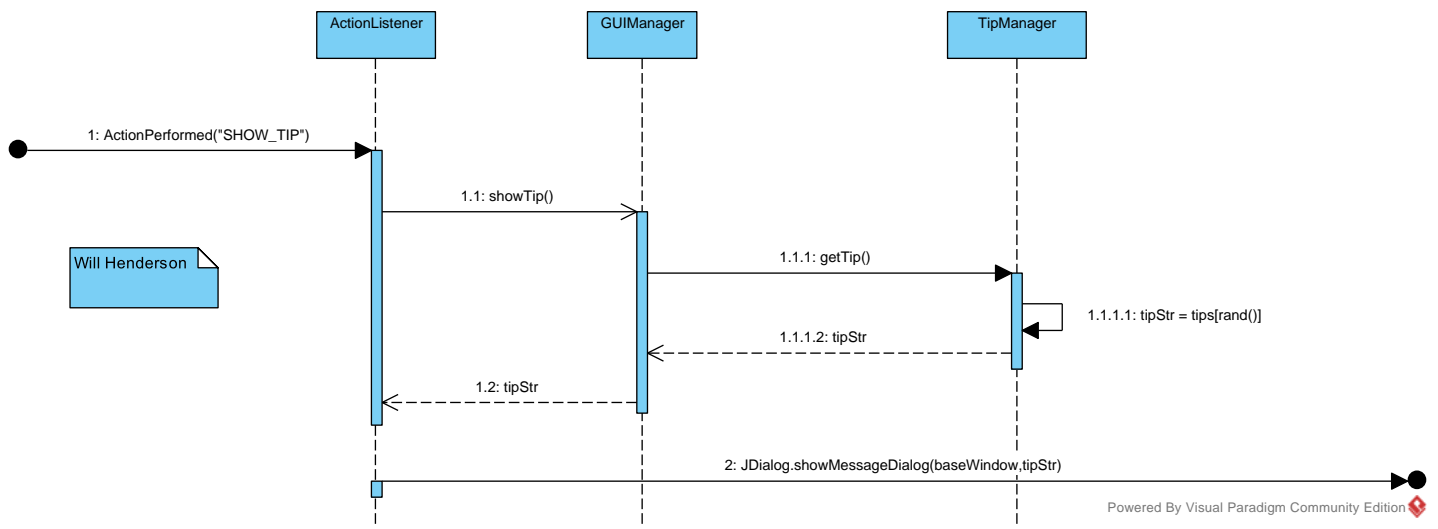 ActionListener
GUIManager
TipManager
1: ActionPerformed("SHOW_TIP")
1.1: showTip()
Will Henderson
1.1.1: getTip()
1.1.1.1: tipStr = tips[rand()]
1.1.1.2: tipStr
1.2: tipStr
2: JDialog.showMessageDialog(baseWindow,tipStr)
Powered By Visual Paradigm Community Edition